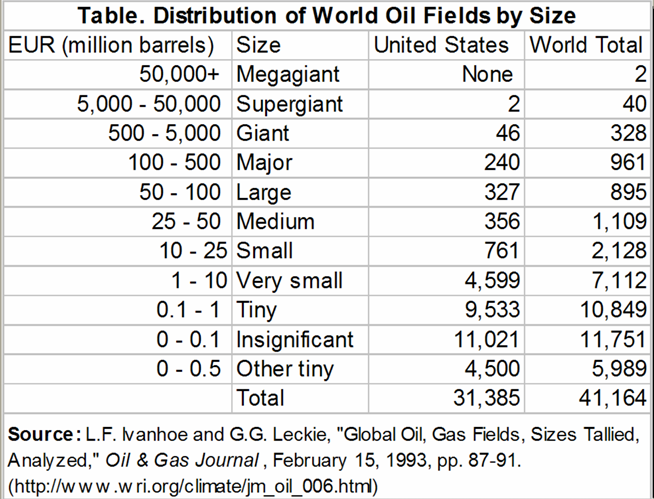 Table. Distribution of World Oil Fields by Size
EUR (million barrels) Size United States World Total
50,000+ Megagiant None 2
5,000 - 50,000 Supergiant 2 40
500 - 5,000 Giant 46 328
100 - 500 Major 240 961
50 - 100 Large 327 895
25 - 50 Medium 356 1,109
10 - 25 Small 761 2,128
1 - 10 Very small 4,599 7,112
0.1 - 1 Tiny 9,533 10,849
0 - 0.1 Insignificant 11,021 11,751
0 - 0.5 Other tiny 4,500 5,989
Total 31,385 41,164
Source: L.F. Ivanhoe and G.G. Leckie, "Global Oil, Gas Fields, Sizes Tallied,
Analyzed," Oil & Gas Journal , February 15, 1993, pp. 87-91.
(http://www.wri.org/climate/jm_oil_006.html)